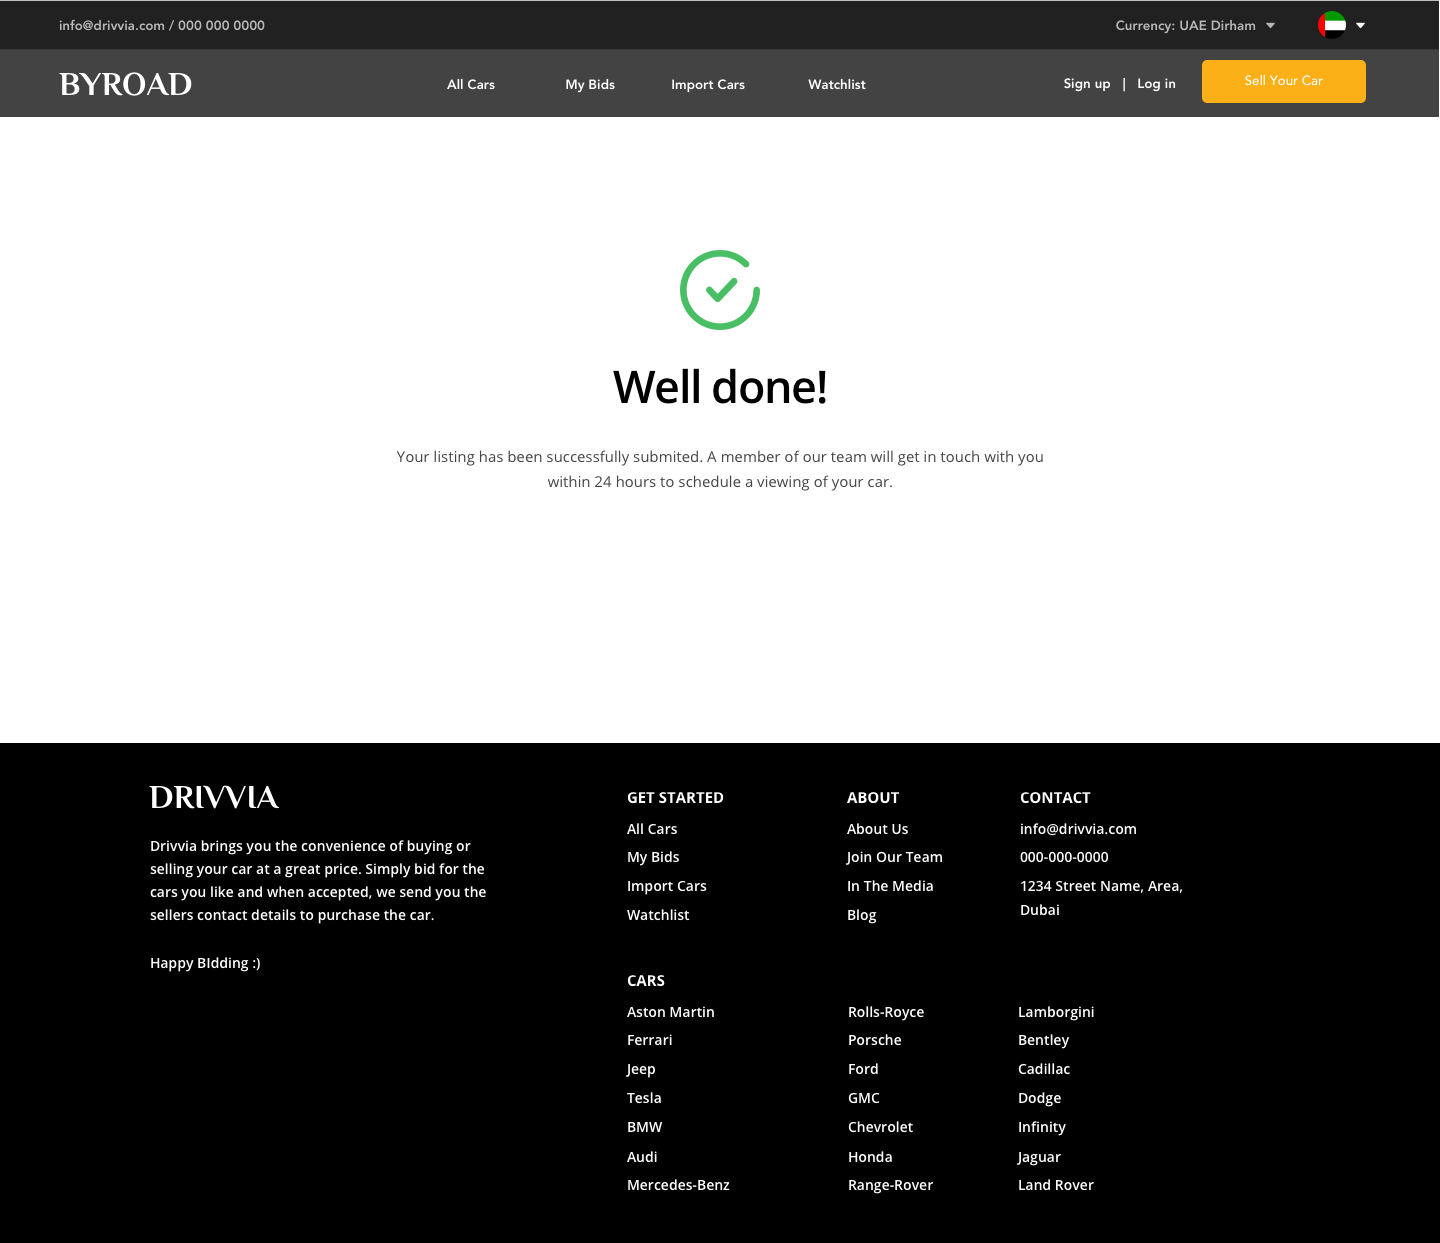 info@drivvia.com / 000 000 0000
Currency: UAE Dirham
BYROAD
All Cars
My Bids
Import Cars
Watchlist
Sign up | Log in
Sell Your Car
Well done!
Your listing has been successfully submited. A member of our team will get in touch with you
within 24 hours to schedule a viewing of your car.
DRIVVIA
Drivvia brings you the convenience of buying or
selling your car at a great price. Simply bid for the
cars you like and when accepted, we send you the
sellers contact details to purchase the car.
Happy BIdding :)
GET STARTED
All Cars
My Bids
Import Cars
Watchlist
ABOUT
About Us
Join Our Team
In The Media
Blog
CONTACT
info@drivvia.com
000-000-0000
1234 Street Name, Area,
Dubai
CARS
Aston Martin
Ferrari
Jeep
Tesla
BMW
Audi
Mercedes-Benz
Rolls-Royce
Porsche
Ford
GMC
Chevrolet
Honda
Range-Rover
Lamborgini
Bentley
Cadillac
Dodge
Infinity
Jaguar
Land Rover